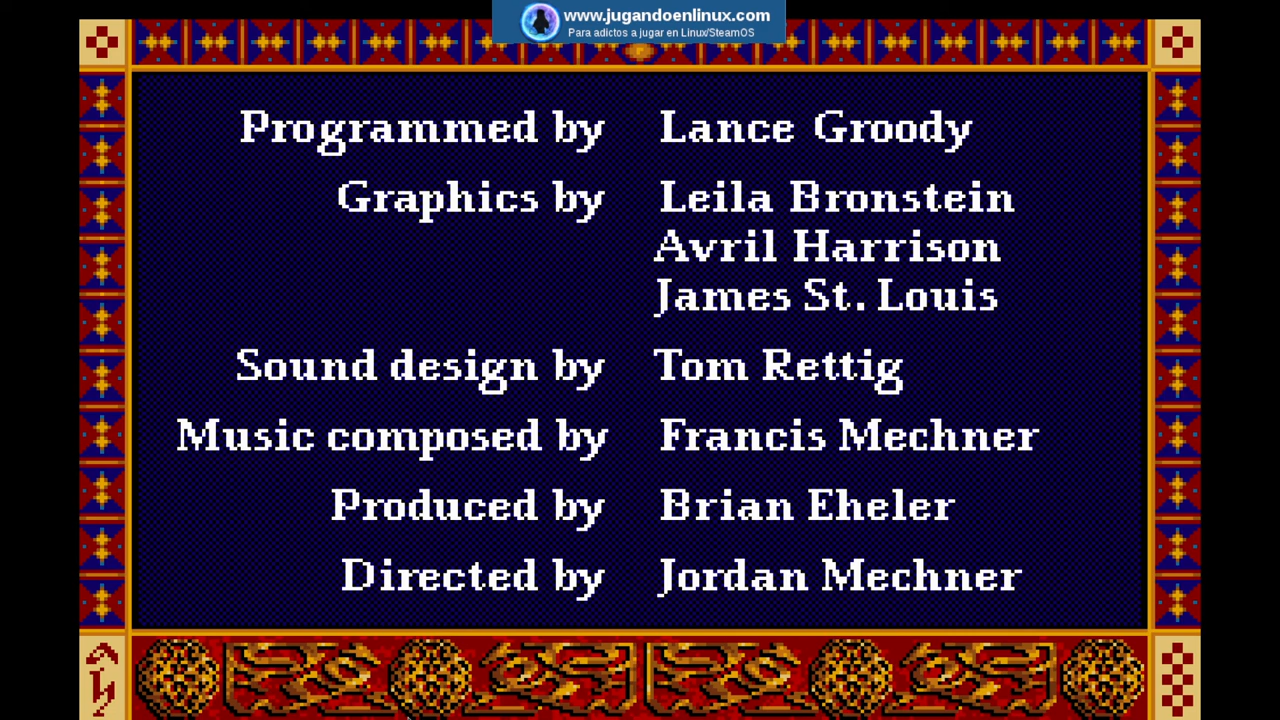 www.jugandoenlinux.com
Para adictos a jugar en Linux/SteamOS
Programmed by Lance Groody
Graphics by Leila Bronstein
Avril Harrison
James St. Louis
Sound design by Tom Rettig
Music composed by Francis Mechner
Produced by Brian Eheler
Directed by Jordan Mechner